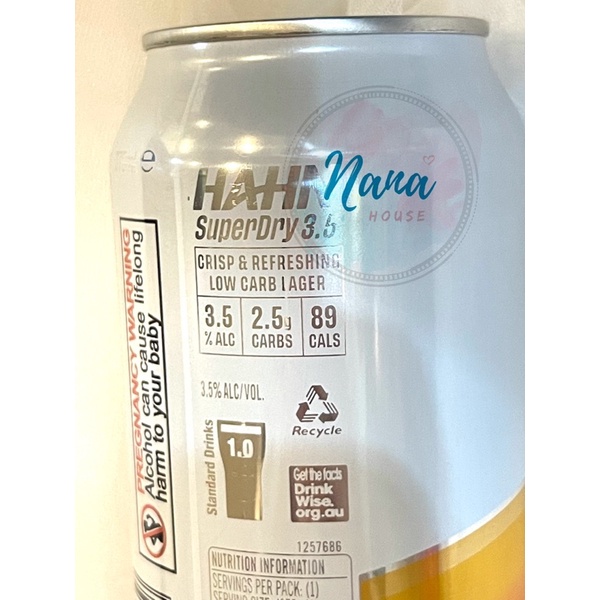 HAHN
Nana
HOUSE
SuperDry 3.5
CRISP & REFRESHING
LOW CARB LAGER
3.5 % ALC
2.5g CARBS
89 CALS
3.5% ALC/VOL.
Recycle
Standard Drinks
1.0
Get the facts
Drink
Wise.
org.au
1257686
NUTRITION INFORMATION
SERVINGS PER PACK: (1)
PREGNANCY WARNING
Alcohol can cause lifelong
harm to your baby